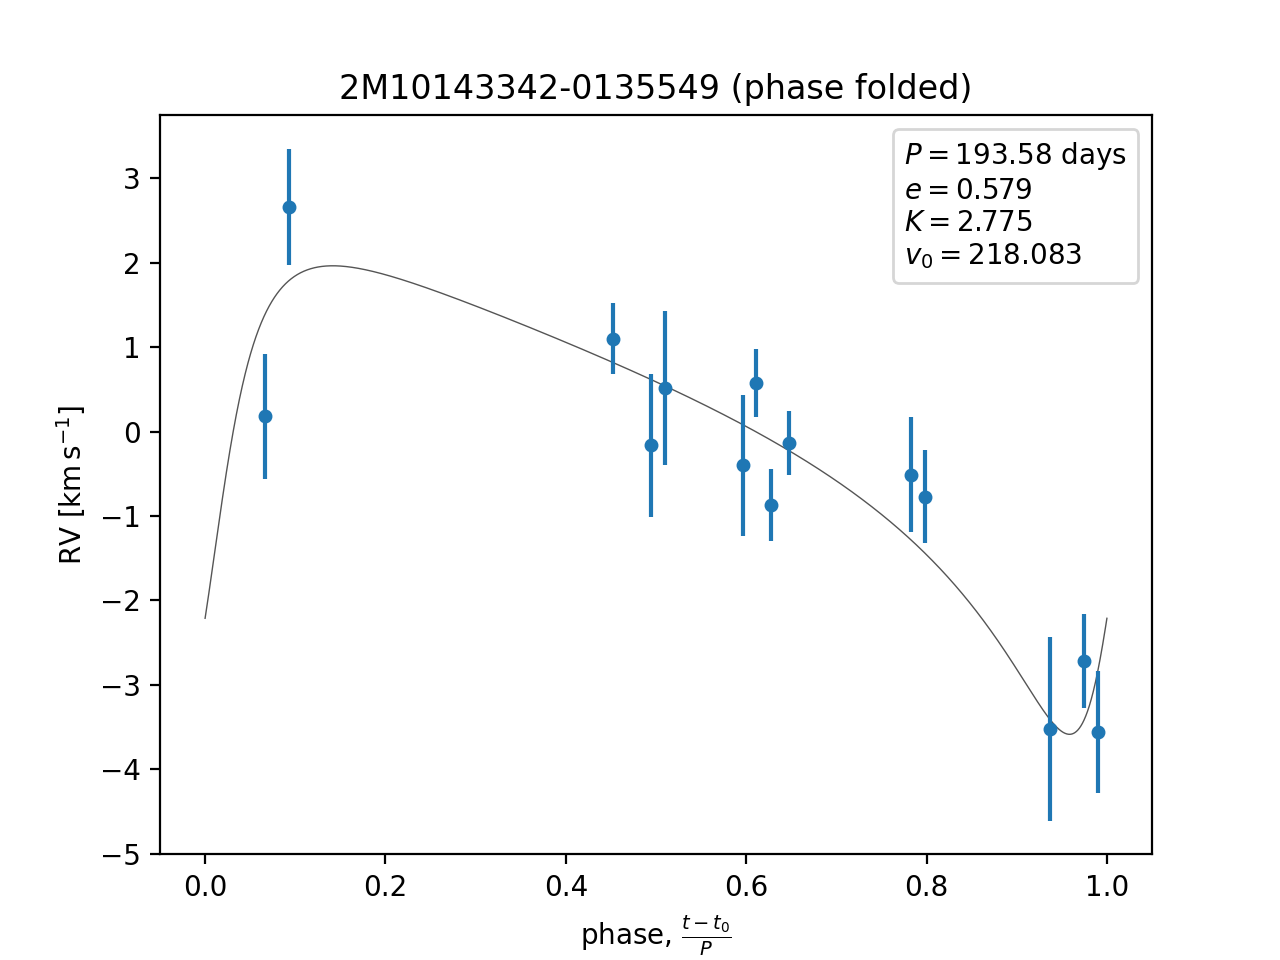 2M10143342-0135549 (phase folded)
P = 193.58 days
e = 0.579
K = 2.775
v₀ = 218.083
3
2
1
0
−1
−2
−3
−4
−5
RV [km s⁻¹]
0.0 0.2 0.4 0.6 0.8 1.0
phase, (t − t₀)/P